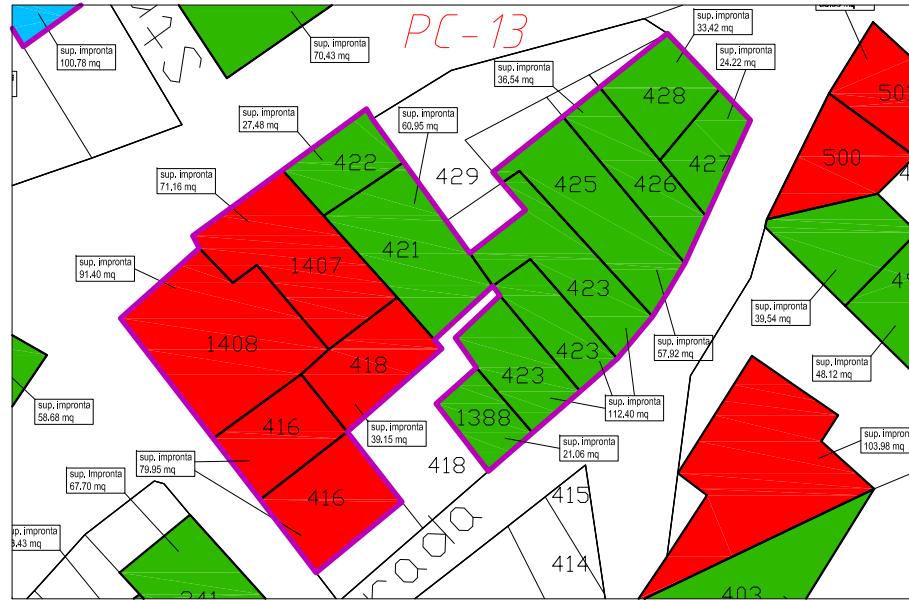 PC-13
sup. impronta
100.78 mq
sup. impronta
70,43 mq
sup. impronta
33,42 mq
sup. impronta
24.22 mq
sup. impronta
36,54 mq
sup. impronta
27,48 mq
sup. impronta
60,95 mq
sup. impronta
71,16 mq
sup. impronta
91.40 mq
428
427
426
425
429
422
421
423
423
423
1407
1408
418
416
416
1388
418
500
415
414
403
241
sup. impronta
39,54 mq
sup. impronta
57,92 mq
sup. Impronta
48.12 mq
sup. impronta
112,40 mq
sup. impronta
58.68 mq
sup. impronta
39.15 mq
sup. impronta
21.06 mq
sup. impronta
79.95 mq
sup. Impronta
67.70 mq
103.98 mq